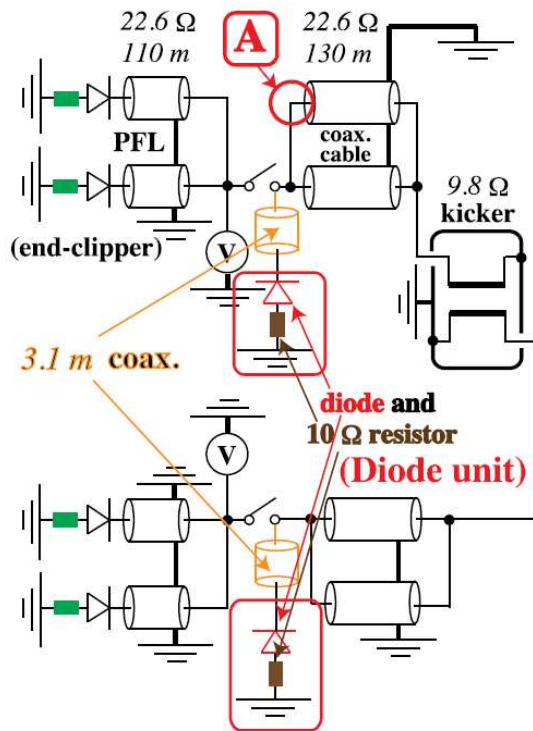 22.6 Ω
110 m
A
22.6 Ω
130 m
PFL
coax.
cable
9.8 Ω
kicker
(end-clipper)
V
3.1 m coax.
diode and
10 Ω resistor
(Diode unit)
V